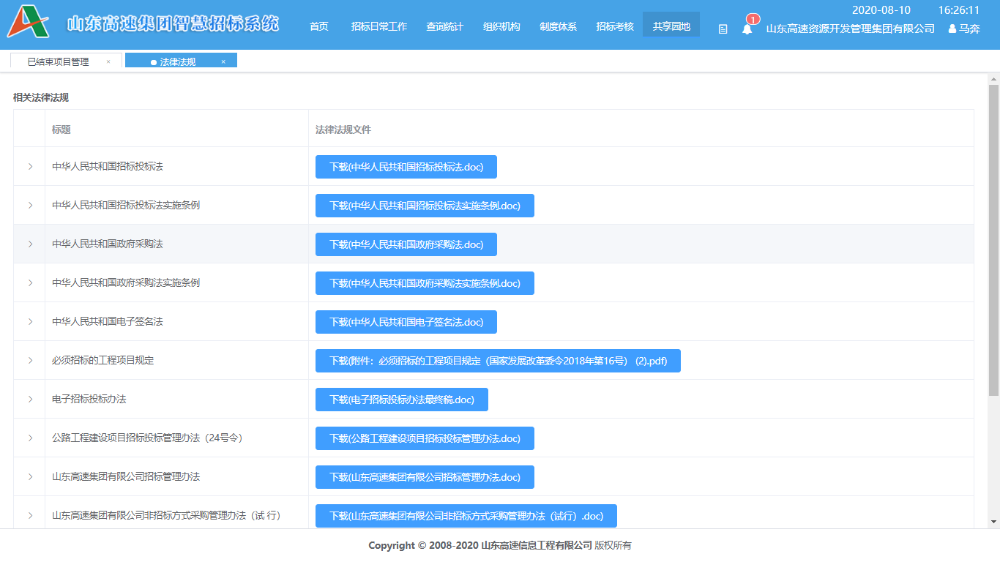 山东高速集团智慧招标系统
首页 招标日常工作 查询统计 组织机构 制度体系 招标考核 共享园地
2020-08-10 16:26:11
1
山东高速资源开发管理集团有限公司 马奔
已结束项目管理 × 法律法规 ×
相关法律法规
标题 法律法规文件
中华人民共和国招标投标法 下载(中华人民共和国招标投标法.doc)
中华人民共和国招标投标法实施条例 下载(中华人民共和国招标投标法实施条例.doc)
中华人民共和国政府采购法 下载(中华人民共和国政府采购法.doc)
中华人民共和国政府采购法实施条例 下载(中华人民共和国政府采购法实施条例.doc)
中华人民共和国电子签名法 下载(中华人民共和国电子签名法.doc)
必须招标的工程项目规定 下载(附件：必须招标的工程项目规定（国家发展改革委令2018年第16号） (2).pdf)
电子招标投标办法 下载(电子招标投标办法最终稿.doc)
公路工程建设项目招标投标管理办法（24号令） 下载(公路工程建设项目招标投标管理办法.doc)
山东高速集团有限公司招标管理办法 下载(山东高速集团有限公司招标管理办法.doc)
山东高速集团有限公司非招标方式采购管理办法（试 行） 下载(山东高速集团有限公司非招标方式采购管理办法（试行）.doc)
Copyright © 2008-2020 山东高速信息工程有限公司 版权所有